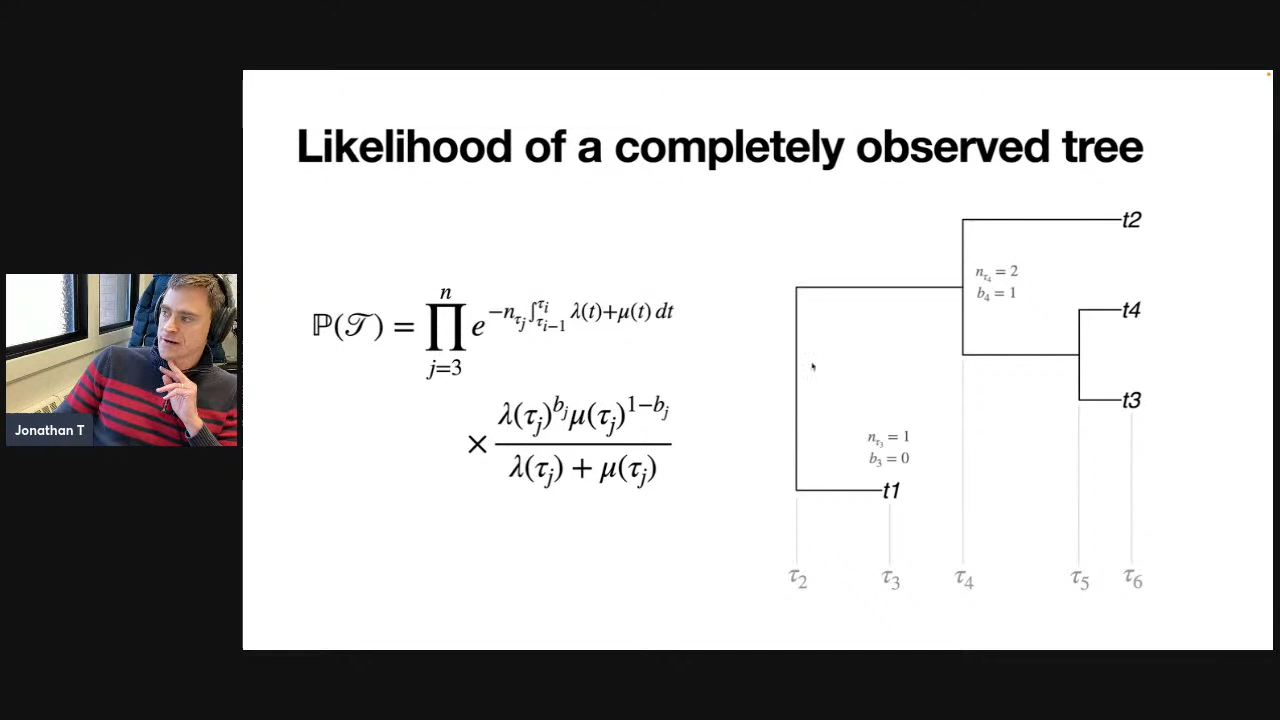 Likelihood of a completely observed tree
ℙ(𝒯) = ∏_{j=3}^{n} e^{−n_{τ_j} ∫_{τ_{i−1}}^{τ_i} λ(t)+μ(t) dt}
× \frac{λ(τ_j)^{b_j} μ(τ_j)^{1−b_j}}{λ(τ_j) + μ(τ_j)}
t2
n_{τ_4} = 2
b_4 = 1
t4
t3
n_{τ_3} = 1
b_3 = 0
t1
τ_2 τ_3 τ_4 τ_5 τ_6
Jonathan T